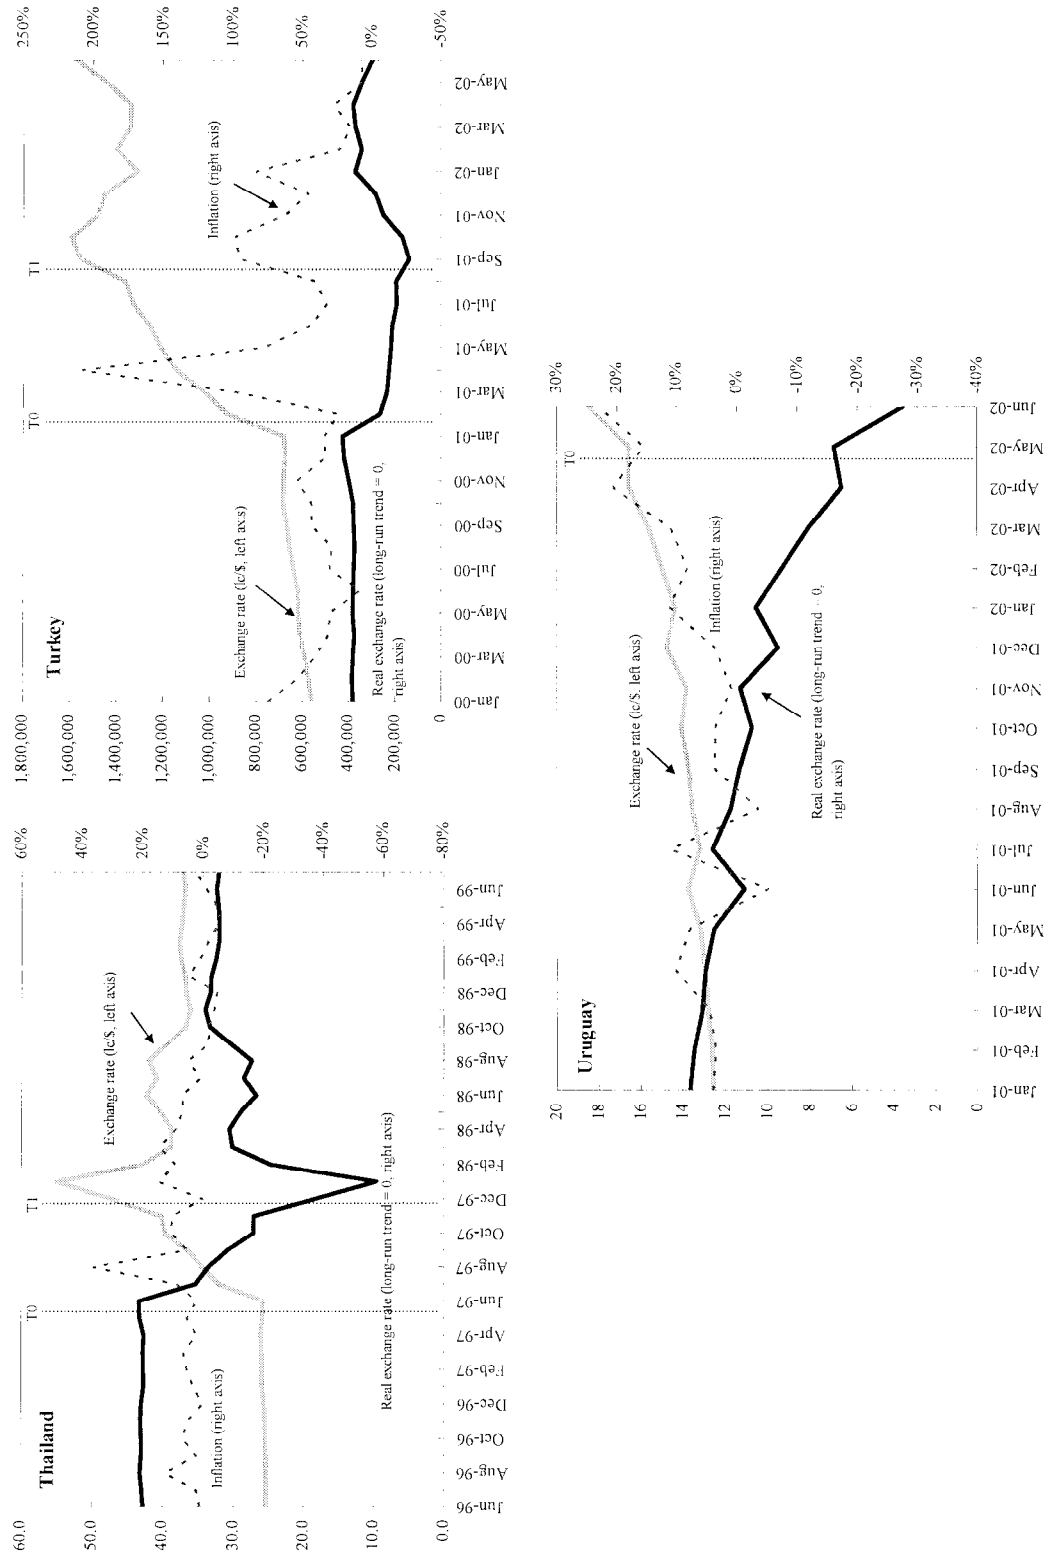 Thailand
60.0
50.0
40.0
30.0
20.0
10.0
0.0
60%
40%
20%
0%
-20%
-40%
-60%
-80%
T0
T1
Exchange rate (lc/$, left axis)
Inflation (right axis)
Real exchange rate (long-run trend = 0, right axis)
Jun-96
Aug-96
Oct-96
Dec-96
Feb-97
Apr-97
Jun-97
Aug-97
Oct-97
Dec-97
Feb-98
Apr-98
Jun-98
Aug-98
Oct-98
Dec-98
Feb-99
Apr-99
Jun-99
Turkey
1,800,000
1,600,000
1,400,000
1,200,000
1,000,000
800,000
600,000
400,000
200,000
0
250%
200%
150%
100%
50%
0%
-50%
T0
T1
Inflation (right axis)
Exchange rate (lc/$, left axis)
Real exchange rate (long-run trend = 0,
right axis)
Jan-00
Mar-00
May-00
Jul-00
Sep-00
Nov-00
Jan-01
Mar-01
May-01
Jul-01
Sep-01
Nov-01
Jan-02
Mar-02
May-02
Uruguay
20
18
16
14
12
10
8
6
4
2
0
30%
20%
10%
0%
-10%
-20%
-30%
-40%
T0
Exchange rate (lc/$, left axis)
Inflation (right axis)
Real exchange rate (long-run trend = 0,
right axis)
Jan-01
Feb-01
Mar-01
Apr-01
May-01
Jun-01
Jul-01
Aug-01
Sep-01
Oct-01
Nov-01
Dec-01
Jan-02
Feb-02
Mar-02
Apr-02
May-02
Jun-02